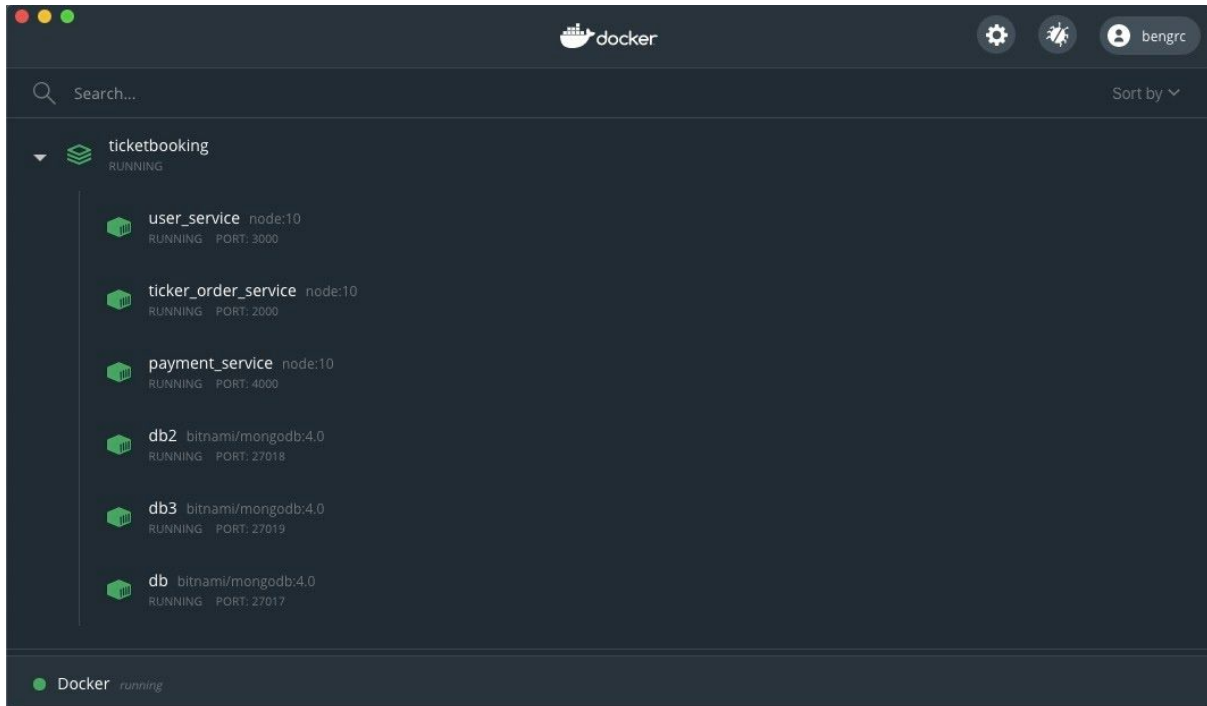 docker
bengrc
Search...
Sort by
ticketbooking
RUNNING
user_service node:10
RUNNING PORT: 3000
ticker_order_service node:10
RUNNING PORT: 2000
payment_service node:10
RUNNING PORT: 4000
db2 bitnami/mongodb:4.0
RUNNING PORT: 27018
db3 bitnami/mongodb:4.0
RUNNING PORT: 27019
db bitnami/mongodb:4.0
RUNNING PORT: 27017
Docker running